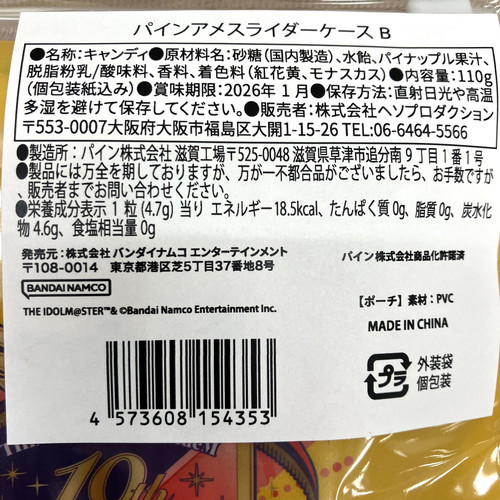 パインアメスライダーケース B
●名称:キャンディ●原材料名:砂糖(国内製造)、水飴、パイナップル果汁、
脱脂粉乳/酸味料、香料、着色料(紅花黄、モナスカス)●内容量:110g
(個包装紙込み)●賞味期限:2026年1月●保存方法:直射日光や高温
多湿を避けて保存してください。●販売者:株式会社ヘソプロダクション
〒553-0007大阪府大阪市福島区大開1-15-26 TEL:06-6464-5566
●製造所:パイン株式会社 滋賀工場〒525-0048 滋賀県草津市追分南9丁目1番1号
●製品には万全を期しておりますが、万が一不都合品がございましたら、お手数ですが
、販売者までお問い合わせください。
●栄養成分表示 1 粒(4.7g) 当り エネルギー18.5kcal、たんぱく質 0g、脂質 0g、炭水化
物 4.6g、食塩相当量 0g
発売元:株式会社 バンダイナムコ エンターテインメント
〒108-0014 東京都港区芝5丁目37番地8号
パイン株式会社商品化許諾済
BANDAI NAMCO
THE IDOLM@STER™& ©Bandai Namco Entertainment Inc.
【ポーチ】素材:PVC
MADE IN CHINA
プラ
外装袋
個包装
4 573608 154353
10th